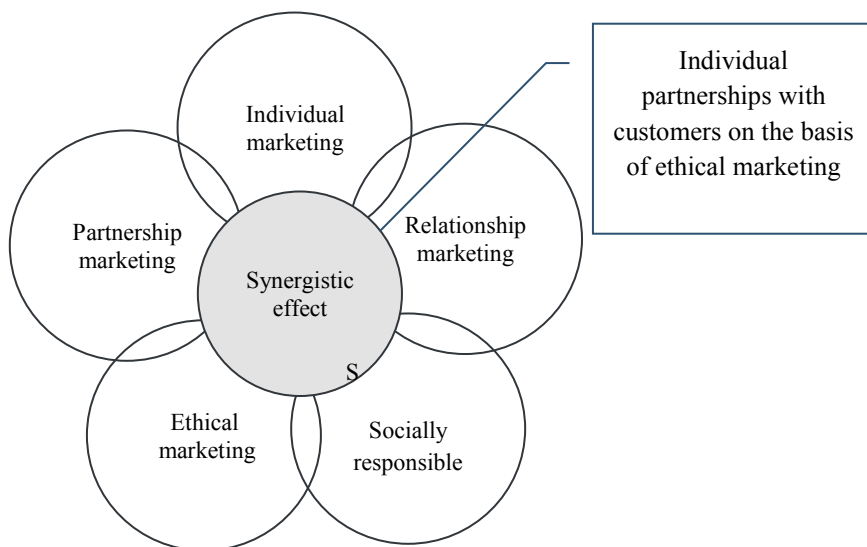 Individual
marketing
Individual
partnerships with
customers on the basis
of ethical marketing
Partnership
marketing
Relationship
marketing
Synergistic
effect
S
Ethical
marketing
Socially
responsible